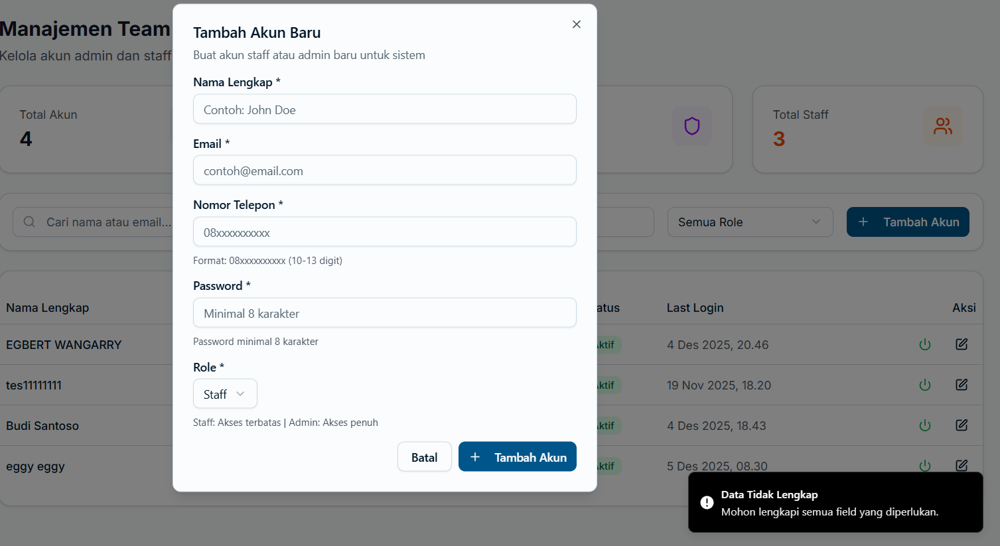 Manajemen Team
Kelola akun admin dan staff
Total Akun
4
Total Staff
3
Cari nama atau email...
Semua Role
+ Tambah Akun
Nama Lengkap
Last Login
Aksi
EGBERT WANGARRY
4 Des 2025, 20.46
tes11111111
19 Nov 2025, 18.20
Budi Santoso
4 Des 2025, 18.43
eggy eggy
5 Des 2025, 08.30
Tambah Akun Baru
Buat akun staff atau admin baru untuk sistem
Nama Lengkap *
Contoh: John Doe
Email *
contoh@email.com
Nomor Telepon *
08xxxxxxxxxx
Format: 08xxxxxxxxxx (10-13 digit)
Password *
Minimal 8 karakter
Password minimal 8 karakter
Role *
Staff
Staff: Akses terbatas | Admin: Akses penuh
Batal
+ Tambah Akun
Data Tidak Lengkap
Mohon lengkapi semua field yang diperlukan.